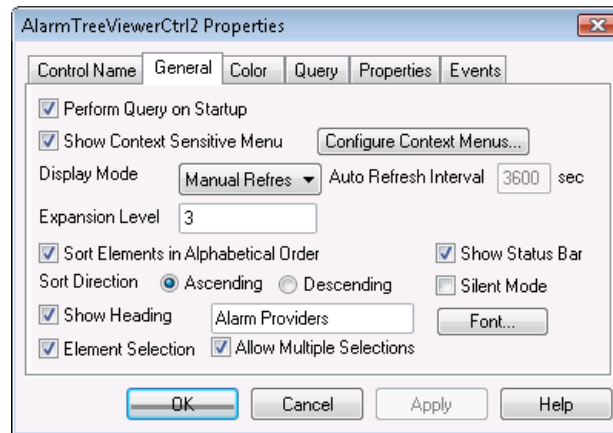 AlarmTreeViewerCtrl2 Properties
Control Name General Color Query Properties Events
Perform Query on Startup
Show Context Sensitive Menu Configure Context Menus...
Display Mode Manual Refres Auto Refresh Interval 3600 sec
Expansion Level 3
Sort Elements in Alphabetical Order Show Status Bar
Sort Direction Ascending Descending Silent Mode
Show Heading Alarm Providers Font...
Element Selection Allow Multiple Selections
OK Cancel Apply Help